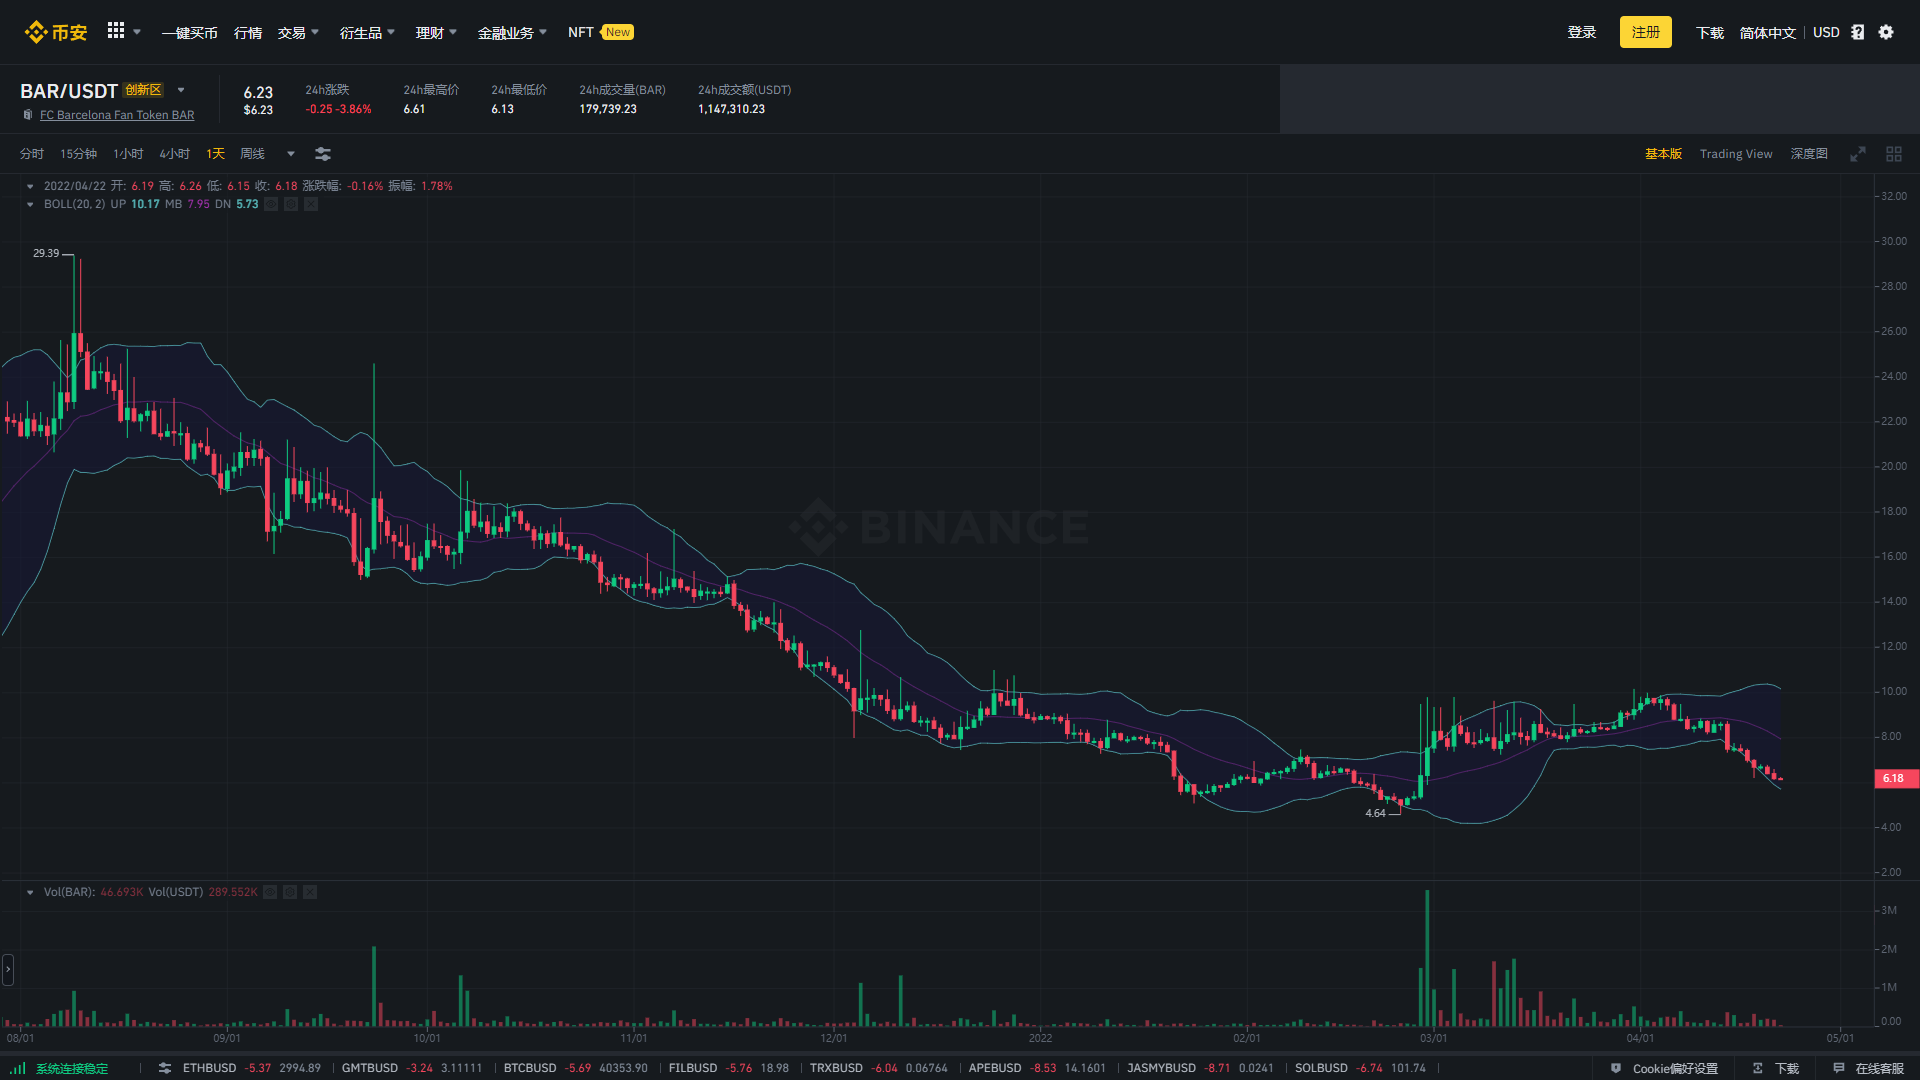 币安 一键买币 行情 交易 衍生品 理财 金融业务 NFT New 登录 注册 下载 简体中文 USD
BAR/USDT 创新区
FC Barcelona Fan Token BAR
6.23
$6.23
24h涨跌
-0.25 -3.86%
24h最高价
6.61
24h最低价
6.13
24h成交量(BAR)
179,739.23
24h成交额(USDT)
1,147,310.23
分时 15分钟 1小时 4小时 1天 周线 基本版 Trading View 深度图
2022/04/22 开: 6.19 高: 6.26 低: 6.15 收: 6.18 涨跌幅: -0.16% 振幅: 1.78%
BOLL(20, 2) UP 10.17 MB 7.95 DN 5.73
32.00
30.00
29.39
28.00
26.00
24.00
22.00
20.00
18.00
BINANCE
16.00
14.00
12.00
10.00
8.00
6.18
4.64
4.00
2.00
Vol(BAR): 46.693K Vol(USDT) 289.552K
3M
2M
1M
0.00
08/01 09/01 10/01 11/01 12/01 2022 02/01 03/01 04/01 05/01
系统连接稳定 ETHBUSD -5.37 2994.89 GMTBUSD -3.24 3.11111 BTCBUSD -5.69 40353.90 FILBUSD -5.76 18.98 TRXBUSD -6.04 0.06764 APEBUSD -8.53 14.1601 JASMYBUSD -8.71 0.0241 SOLBUSD -6.74 101.74 Cookie偏好设置 下载 在线客服